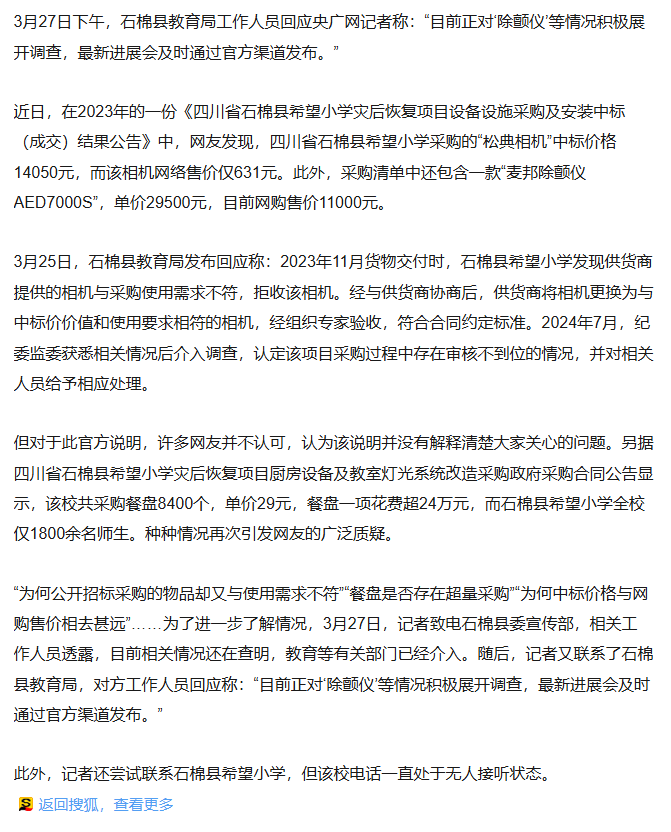 3月27日下午，石棉县教育局工作人员回应央广网记者称：“目前正对‘除颤仪’等情况积极展
开调查，最新进展会及时通过官方渠道发布。”
近日，在2023年的一份《四川省石棉县希望小学灾后恢复项目设备设施采购及安装中标
（成交）结果公告》中，网友发现，四川省石棉县希望小学采购的“松典相机”中标价格
14050元，而该相机网络售价仅631元。此外，采购清单中还包含一款“麦邦除颤仪
AED7000S”，单价29500元，目前网购售价11000元。
3月25日，石棉县教育局发布回应称：2023年11月货物交付时，石棉县希望小学发现供货商
提供的相机与采购使用需求不符，拒收该相机。经与供货商协商后，供货商将相机更换为与
中标价价值和使用要求相符的相机，经组织专家验收，符合合同约定标准。2024年7月，纪
委监委获悉相关情况后介入调查，认定该项目采购过程中存在审核不到位的情况，并对相关
人员给予相应处理。
但对于此官方说明，许多网友并不认可，认为该说明并没有解释清楚大家关心的问题。另据
四川省石棉县希望小学灾后恢复项目厨房设备及教室灯光系统改造采购政府采购合同公告显
示，该校共采购餐盘8400个，单价29元，餐盘一项花费超24万元，而石棉县希望小学全校
仅1800余名师生。种种情况再次引发网友的广泛质疑。
“为何公开招标采购的物品却又与使用需求不符”“餐盘是否存在超量采购”“为何中标价格与网
购售价相去甚远”……为了进一步了解情况，3月27日，记者致电石棉县委宣传部，相关工
作人员透露，目前相关情况还在查明，教育等有关部门已经介入。随后，记者又联系了石棉
县教育局，对方工作人员回应称：“目前正对‘除颤仪’等情况积极展开调查，最新进展会及时
通过官方渠道发布。”
此外，记者还尝试联系石棉县希望小学，但该校电话一直处于无人接听状态。
返回搜狐，查看更多